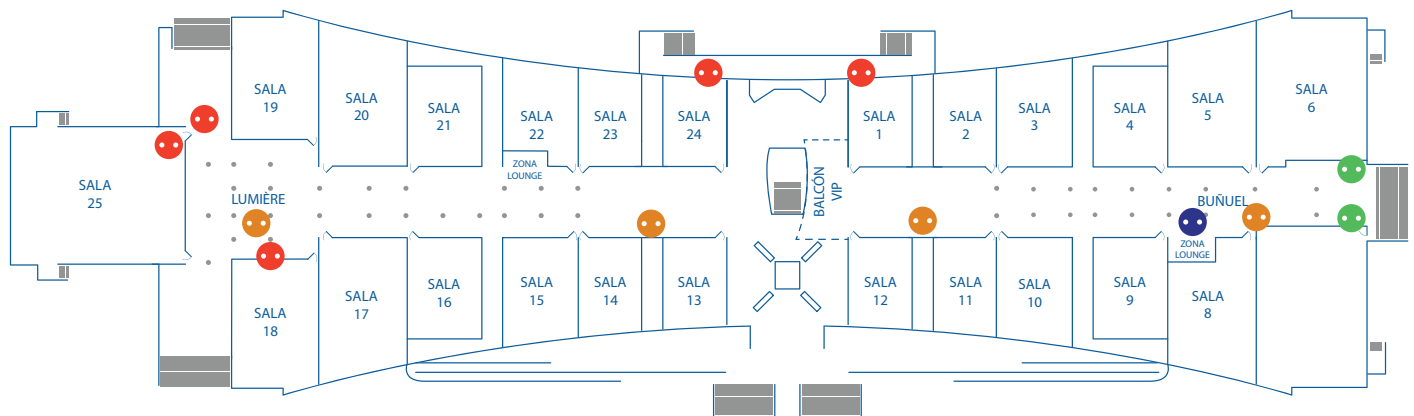 SALA
19
SALA
20
SALA
21
SALA
22
SALA
23
SALA
24
SALA
1
SALA
2
SALA
3
SALA
4
SALA
5
SALA
6
ZONA
LOUNGE
SALA
25
LUMIÈRE
BALCÓN
VIP
BUÑUEL
ZONA
LOUNGE
SALA
18
SALA
17
SALA
16
SALA
15
SALA
14
SALA
13
SALA
12
SALA
11
SALA
10
SALA
9
SALA
8